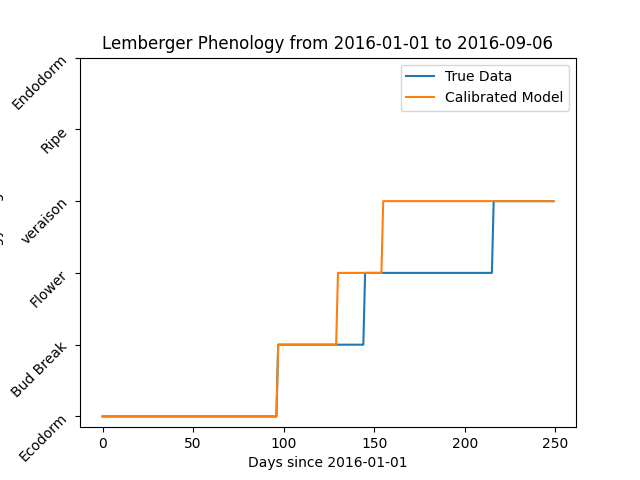 Lemberger Phenology from 2016-01-01 to 2016-09-06
True Data
Calibrated Model
Endodorm
Ripe
veraison
Flower
Bud Break
Ecodorm
0 50 100 150 200 250
Days since 2016-01-01